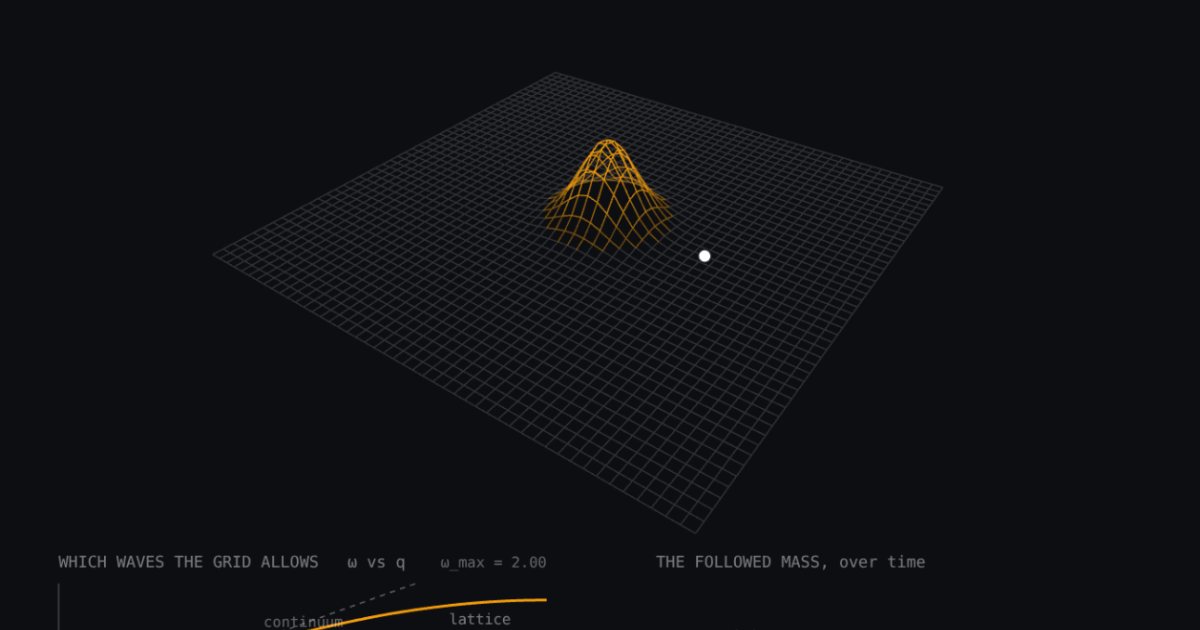 WHICH WAVES THE GRID ALLOWS ω vs q ω_max = 2.00
THE FOLLOWED MASS, over time
continuum
lattice